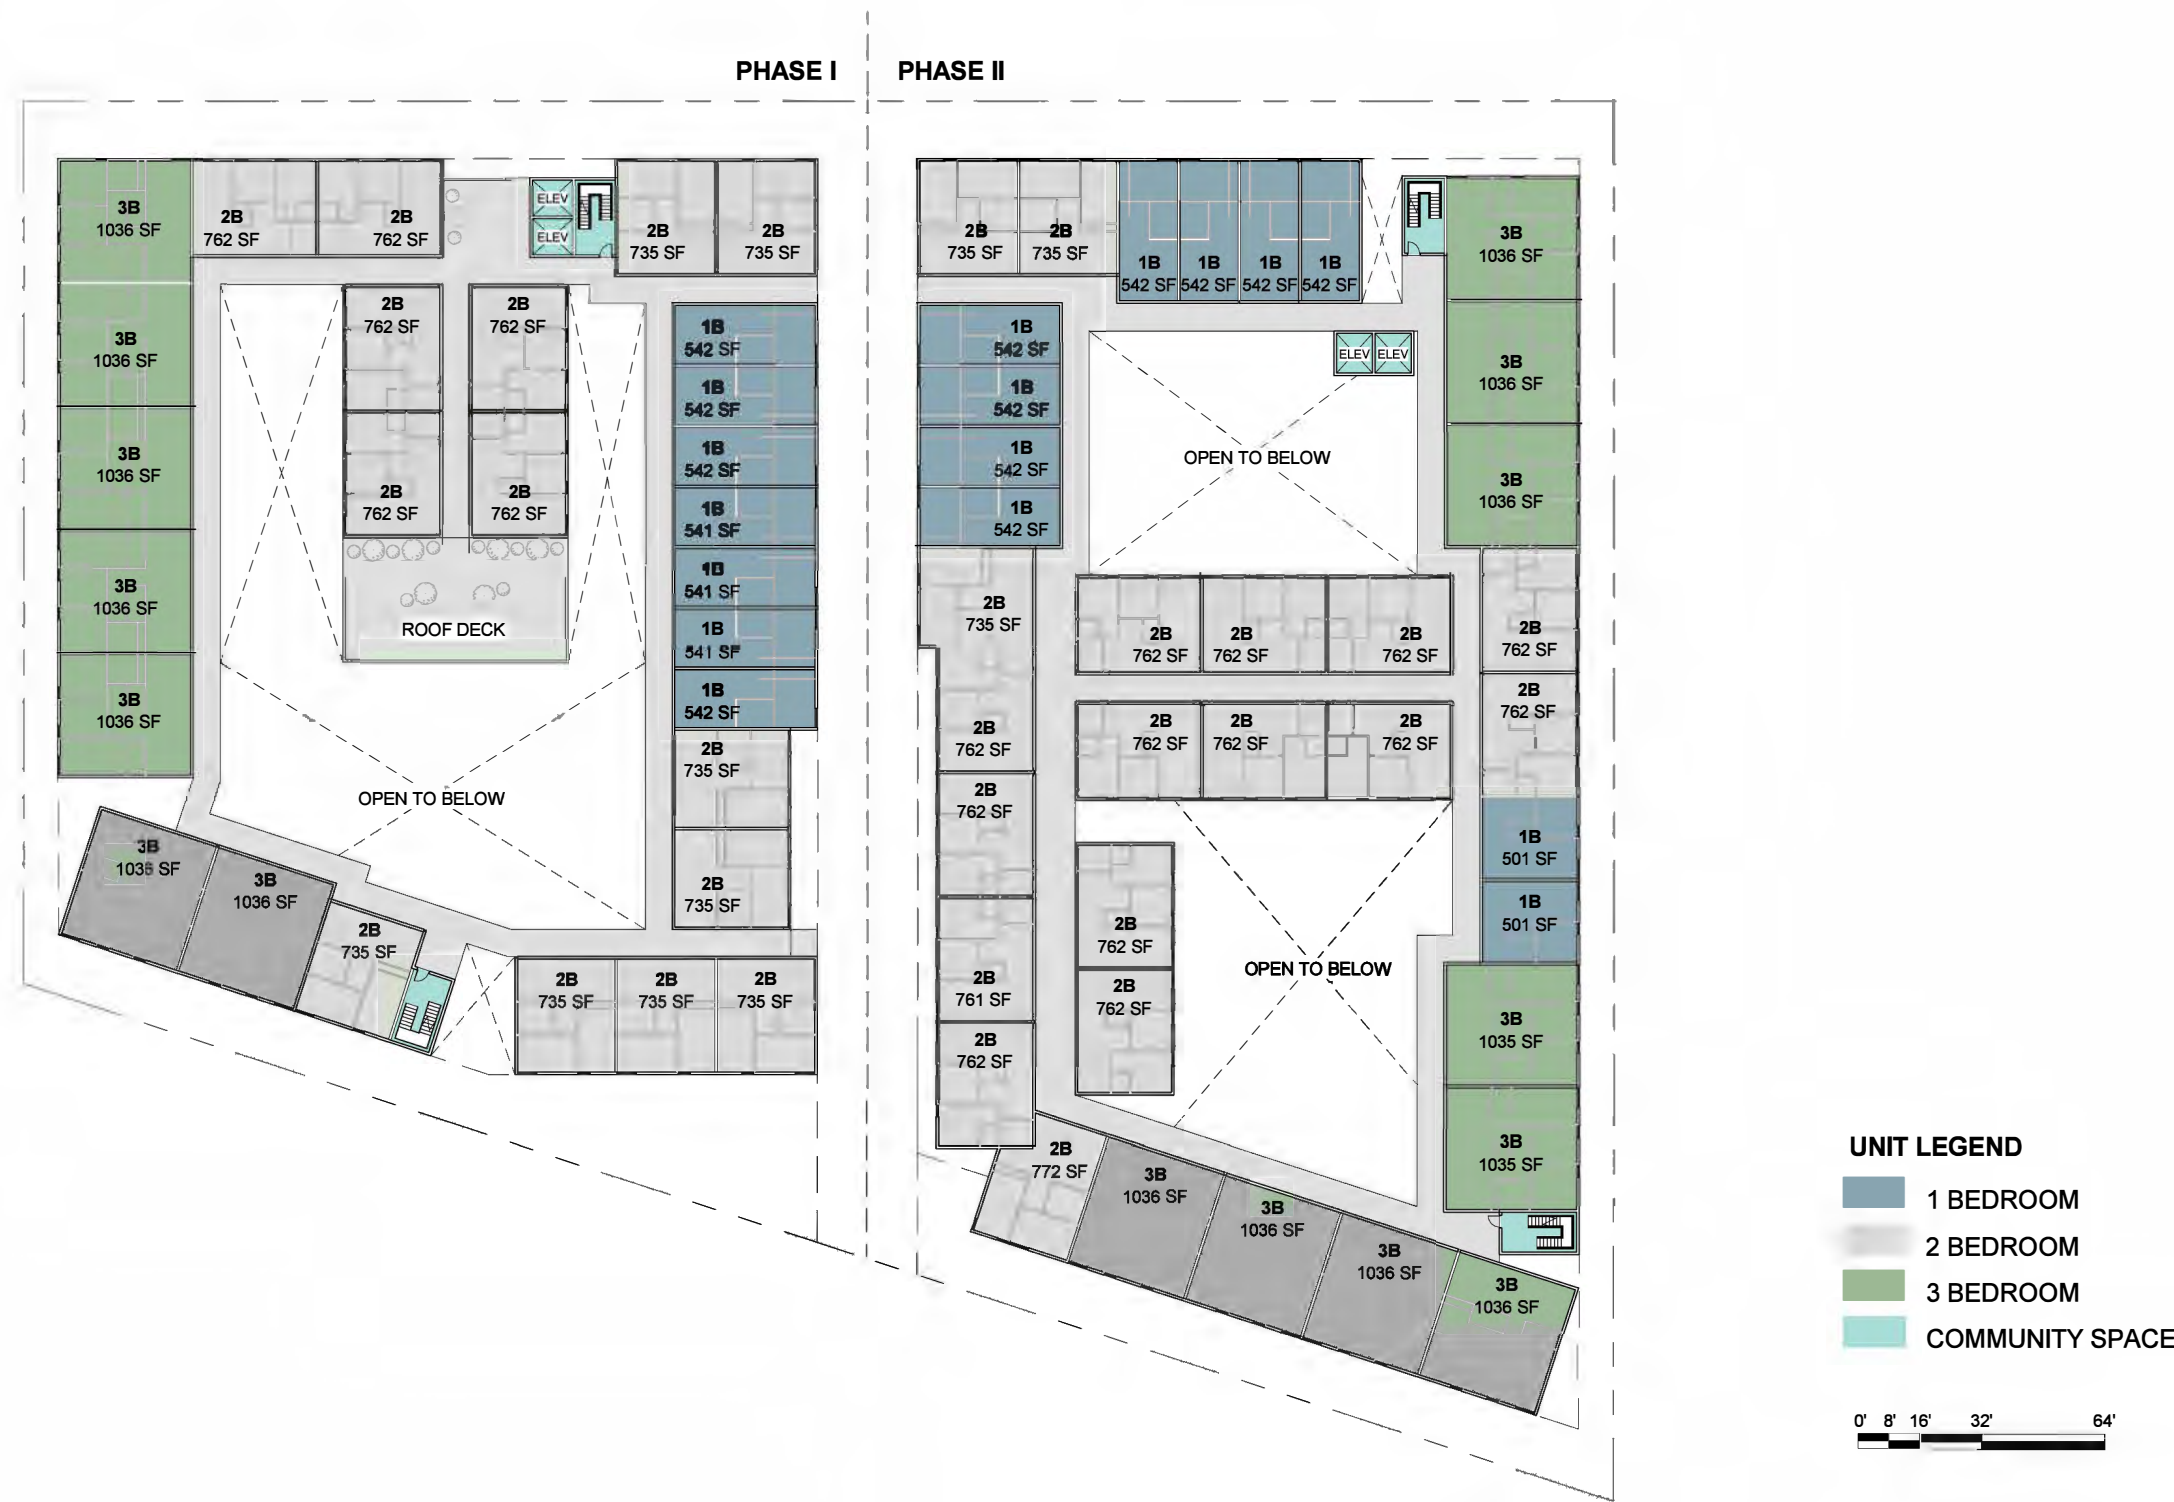 PHASE I
PHASE II
3B
1036 SF
2B
762 SF
2B
762 SF
ELEV
ELEV
2B
735 SF
2B
735 SF
3B
1036 SF
3B
1036 SF
3B
1036 SF
3B
1036 SF
2B
762 SF
2B
762 SF
2B
762 SF
2B
762 SF
ROOF DECK
1B
542 SF
1B
542 SF
1B
542 SF
1B
541 SF
1B
541 SF
1B
541 SF
1B
542 SF
2B
735 SF
2B
735 SF
OPEN TO BELOW
3B
1036 SF
3B
1036 SF
2B
735 SF
2B
735 SF
2B
735 SF
2B
735 SF
2B
735 SF
2B
735 SF
1B
542 SF
1B
542 SF
1B
542 SF
1B
542 SF
3B
1036 SF
3B
1036 SF
3B
1036 SF
1B
542 SF
1B
542 SF
1B
542 SF
1B
542 SF
ELEV
ELEV
OPEN TO BELOW
2B
735 SF
2B
762 SF
2B
762 SF
2B
761 SF
2B
762 SF
2B
762 SF
2B
762 SF
2B
762 SF
2B
762 SF
2B
762 SF
2B
762 SF
2B
762 SF
2B
762 SF
1B
501 SF
1B
501 SF
2B
762 SF
2B
762 SF
OPEN TO BELOW
3B
1035 SF
3B
1035 SF
2B
772 SF
3B
1036 SF
3B
1036 SF
3B
1036 SF
3B
1036 SF
UNIT LEGEND
1 BEDROOM
2 BEDROOM
3 BEDROOM
COMMUNITY SPACE
0' 8' 16' 32' 64'